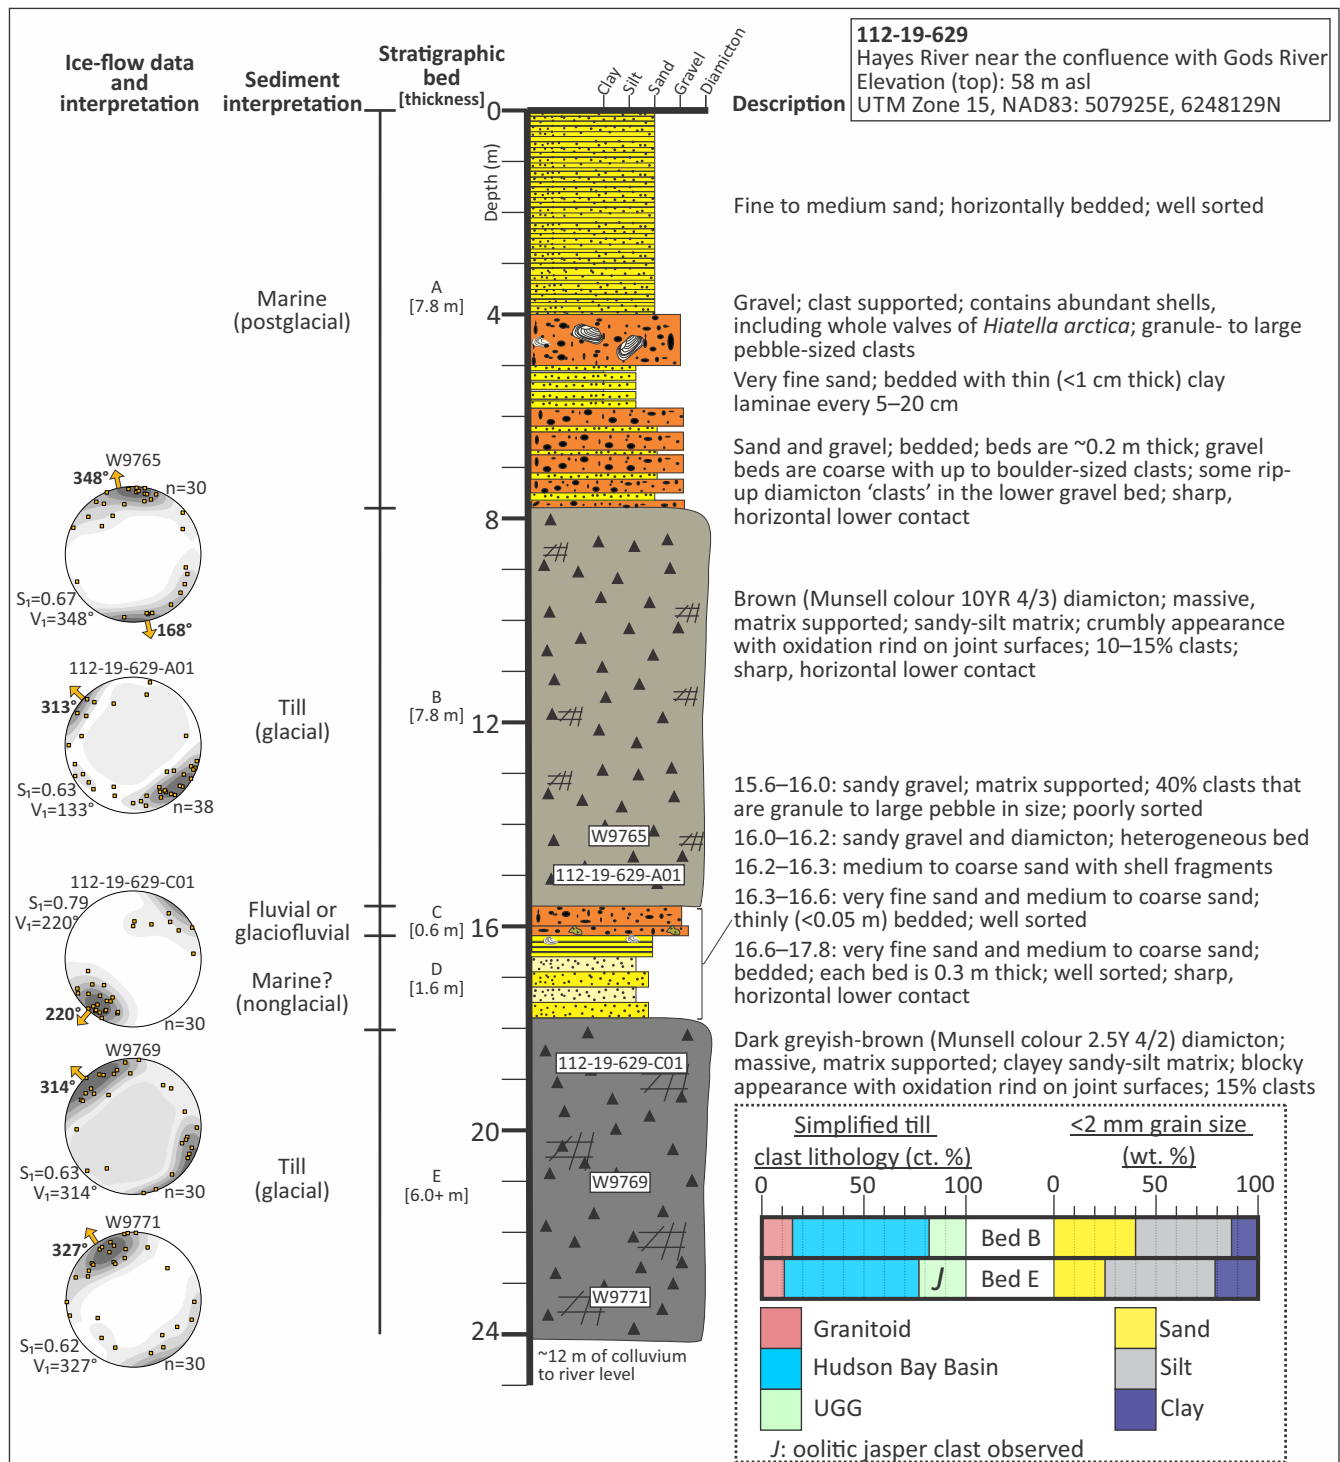 112-19-629
Hayes River near the confluence with Gods River
Elevation (top): 58 m asl
UTM Zone 15, NAD83: 507925E, 6248129N
Ice-flow data
and
interpretation
Sediment
interpretation
Stratigraphic
bed
[thickness]
Clay
Silt
Sand
Gravel
Diamicton
Description
Depth (m)
0
4
8
12
16
20
24
Marine
(postglacial)
Till
(glacial)
Fluvial or
glaciofluvial
Marine?
(nonglacial)
Till
(glacial)
A
[7.8 m]
B
[7.8 m]
C
[0.6 m]
D
[1.6 m]
E
[6.0+ m]
W9765
348°
n=30
S₁=0.67
V₁=348°
168°
112-19-629-A01
313°
S₁=0.63
V₁=133°
n=38
112-19-629-C01
S₁=0.79
V₁=220°
220°
n=30
W9769
314°
S₁=0.63
V₁=314°
n=30
W9771
327°
S₁=0.62
V₁=327°
n=30
W9765
112-19-629-A01
112-19-629-C01
W9769
W9771
~12 m of colluvium
to river level
Fine to medium sand; horizontally bedded; well sorted
Gravel; clast supported; contains abundant shells,
including whole valves of Hiatella arctica; granule- to large
pebble-sized clasts
Very fine sand; bedded with thin (<1 cm thick) clay
laminae every 5–20 cm
Sand and gravel; bedded; beds are ~0.2 m thick; gravel
beds are coarse with up to boulder-sized clasts; some rip-
up diamicton ‘clasts’ in the lower gravel bed; sharp,
horizontal lower contact
Brown (Munsell colour 10YR 4/3) diamicton; massive,
matrix supported; sandy-silt matrix; crumbly appearance
with oxidation rind on joint surfaces; 10–15% clasts;
sharp, horizontal lower contact
15.6–16.0: sandy gravel; matrix supported; 40% clasts that
are granule to large pebble in size; poorly sorted
16.0–16.2: sandy gravel and diamicton; heterogeneous bed
16.2–16.3: medium to coarse sand with shell fragments
16.3–16.6: very fine sand and medium to coarse sand;
thinly (<0.05 m) bedded; well sorted
16.6–17.8: very fine sand and medium to coarse sand;
bedded; each bed is 0.3 m thick; well sorted; sharp,
horizontal lower contact
Dark greyish-brown (Munsell colour 2.5Y 4/2) diamicton;
massive, matrix supported; clayey sandy-silt matrix; blocky
appearance with oxidation rind on joint surfaces; 15% clasts
Simplified till
clast lithology (ct. %)
<2 mm grain size
(wt. %)
0 50 100 0 50 100
Bed B
J Bed E
Granitoid
Hudson Bay Basin
UGG
Sand
Silt
Clay
J: oolitic jasper clast observed